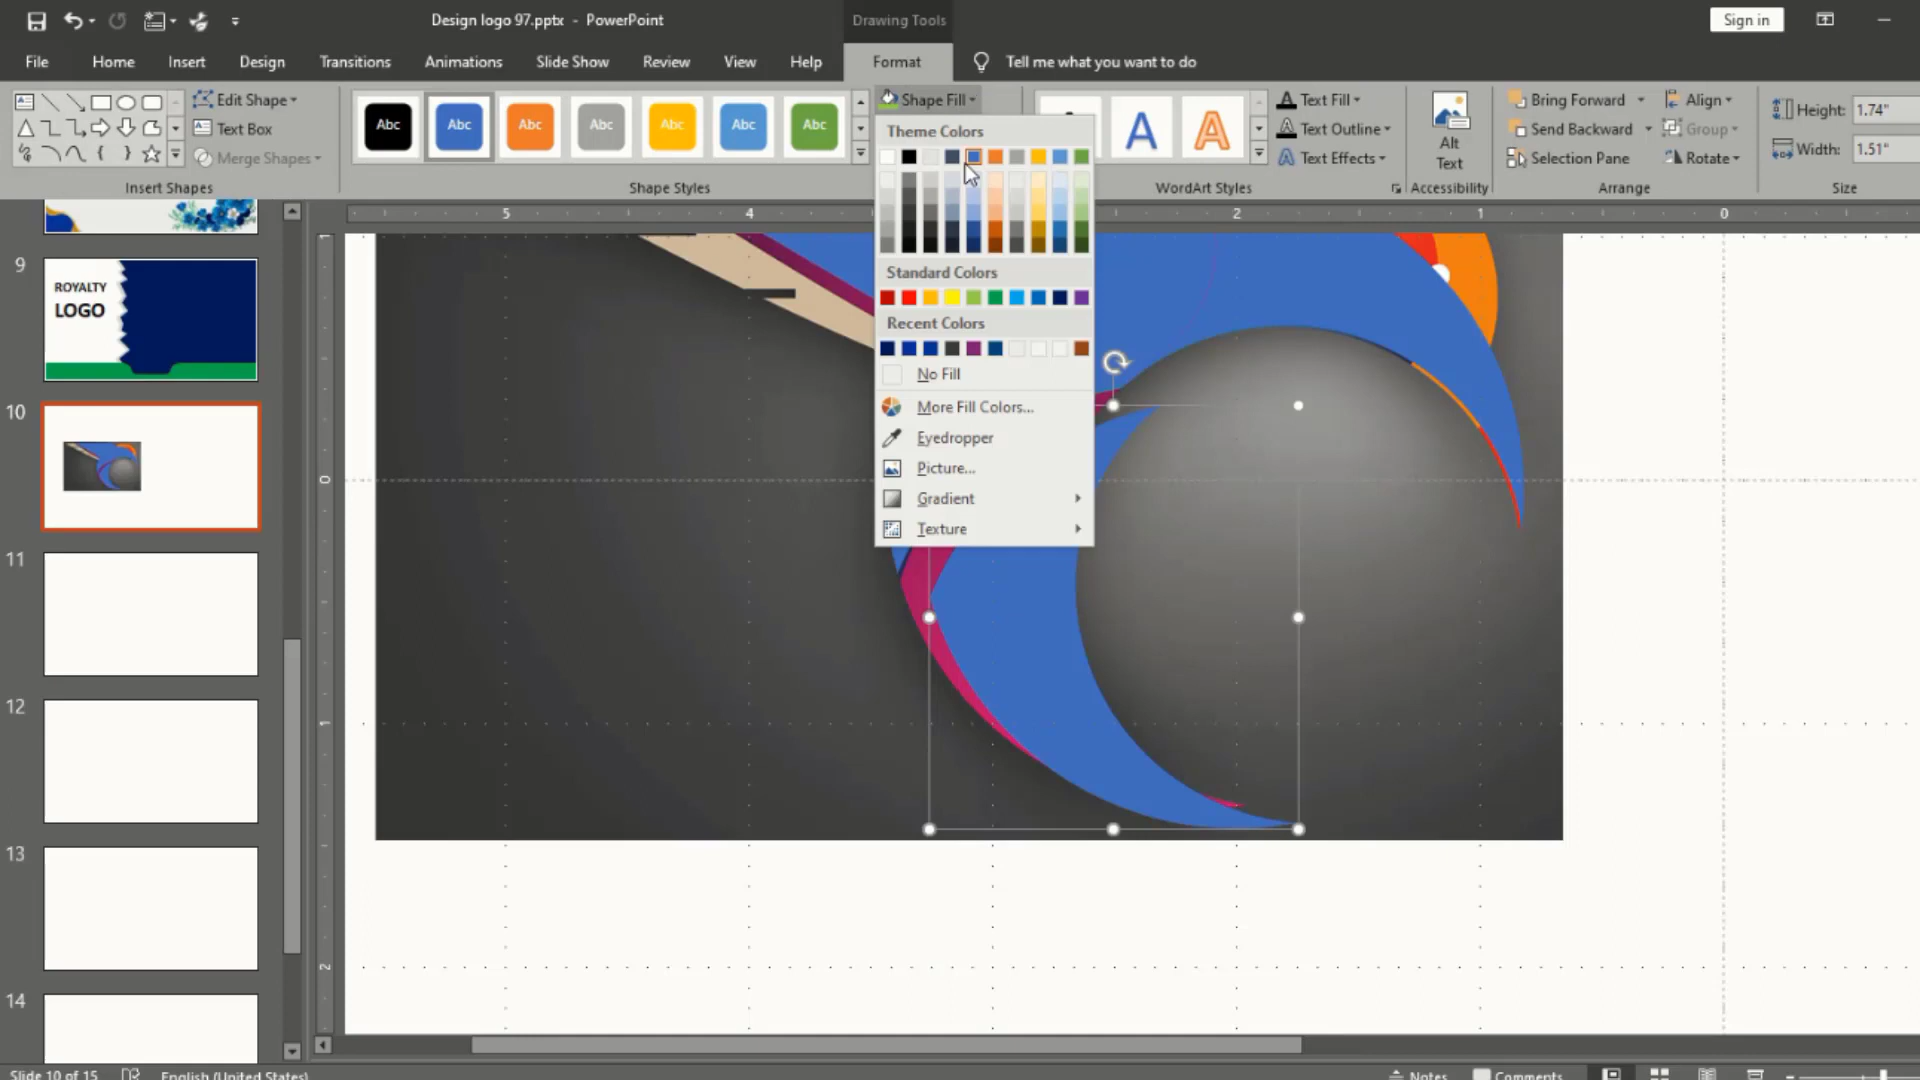 Design logo 97.pptx - PowerPoint
Drawing Tools
Sign in
File
Home
Insert
Design
Transitions
Animations
Slide Show
Review
View
Help
Format
Tell me what you want to do
Edit Shape
Text Box
Merge Shapes
Insert Shapes
Abc
Abc
Abc
Abc
Abc
Abc
Abc
Shape Styles
Shape Fill
A
A
WordArt Styles
Text Fill
Text Outline
Text Effects
Alt
Text
Accessibility
Bring Forward
Send Backward
Selection Pane
Align
Group
Rotate
Arrange
Height: 1.74"
Width: 1.51"
Size
Theme Colors
Standard Colors
Recent Colors
No Fill
More Fill Colors...
Eyedropper
Picture...
Gradient
Texture
5
4
2
1
0
1
0
1
2
9
ROYALTY
LOGO
10
11
12
13
14
Slide 10 of 15
English (United States)
Notes
Comments